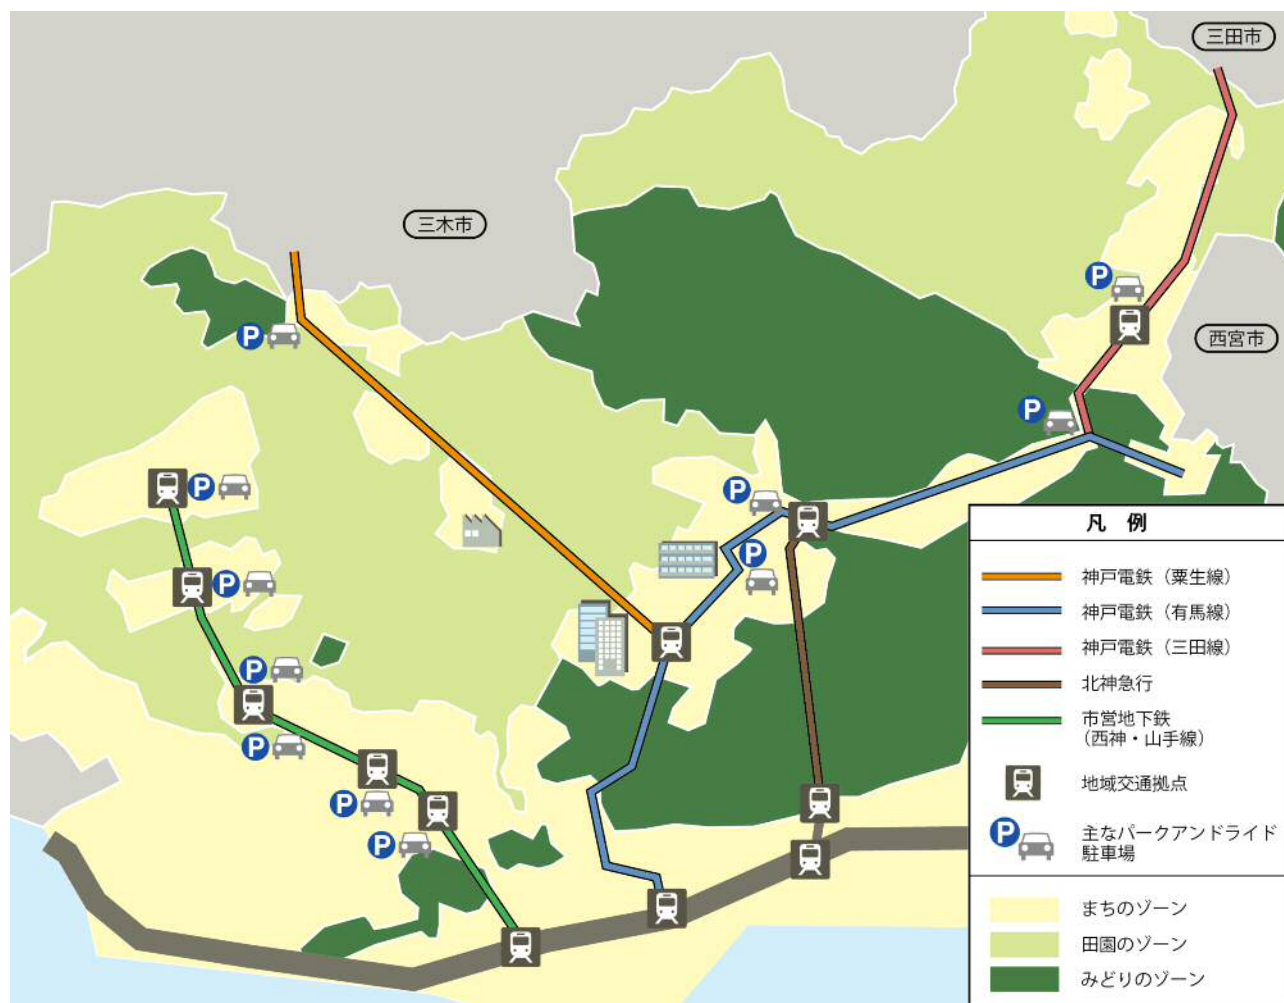 三田市
三木市
P
西宮市
P
P
P
P
P
P
P
P
P
P
凡 例
神戸電鉄（粟生線）
神戸電鉄（有馬線）
神戸電鉄（三田線）
北神急行
市営地下鉄
（西神・山手線）
地域交通拠点
P
主なパークアンドライド
駐車場
まちのゾーン
田園のゾーン
みどりのゾーン